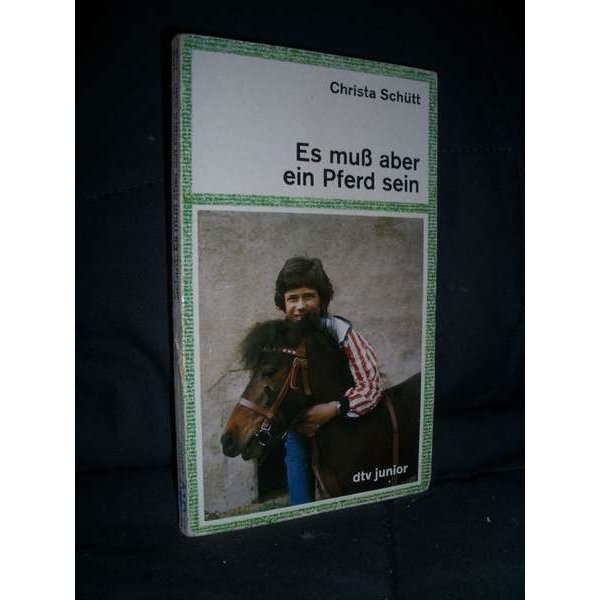 Christa Schütt
Es muß aber
ein Pferd sein
dtv junior